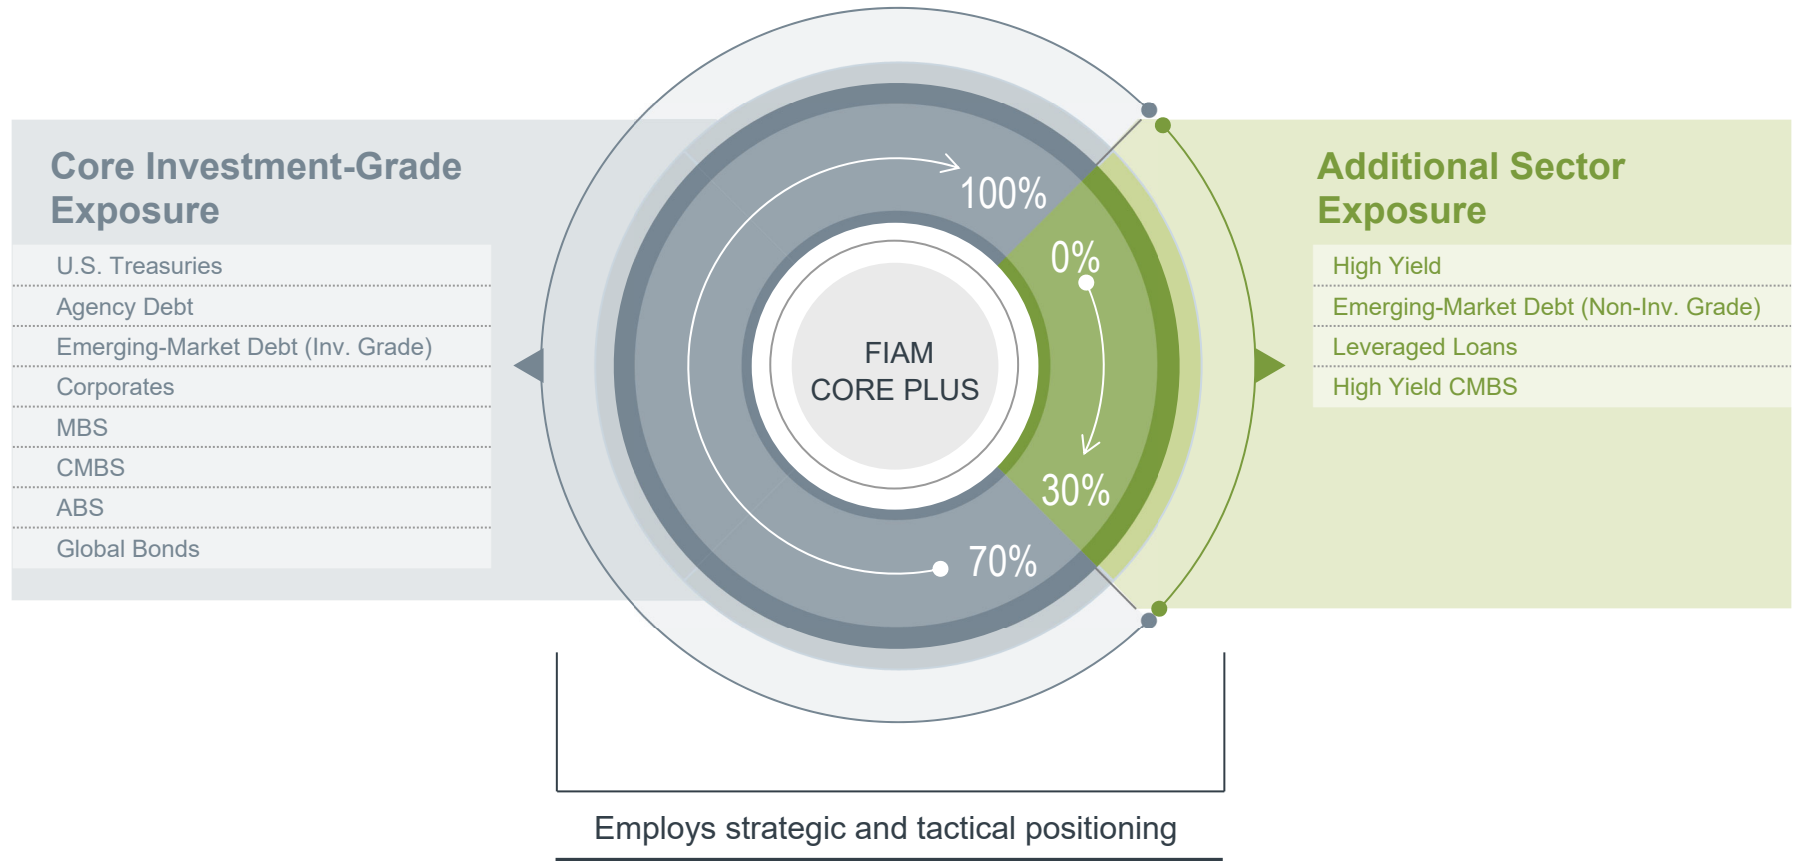 Core Investment-Grade
Exposure
U.S. Treasuries
Agency Debt
Emerging-Market Debt (Inv. Grade)
Corporates
MBS
CMBS
ABS
Global Bonds
100%
0%
FIAM
CORE PLUS
30%
70%
Additional Sector
Exposure
High Yield
Emerging-Market Debt (Non-Inv. Grade)
Leveraged Loans
High Yield CMBS
Employs strategic and tactical positioning